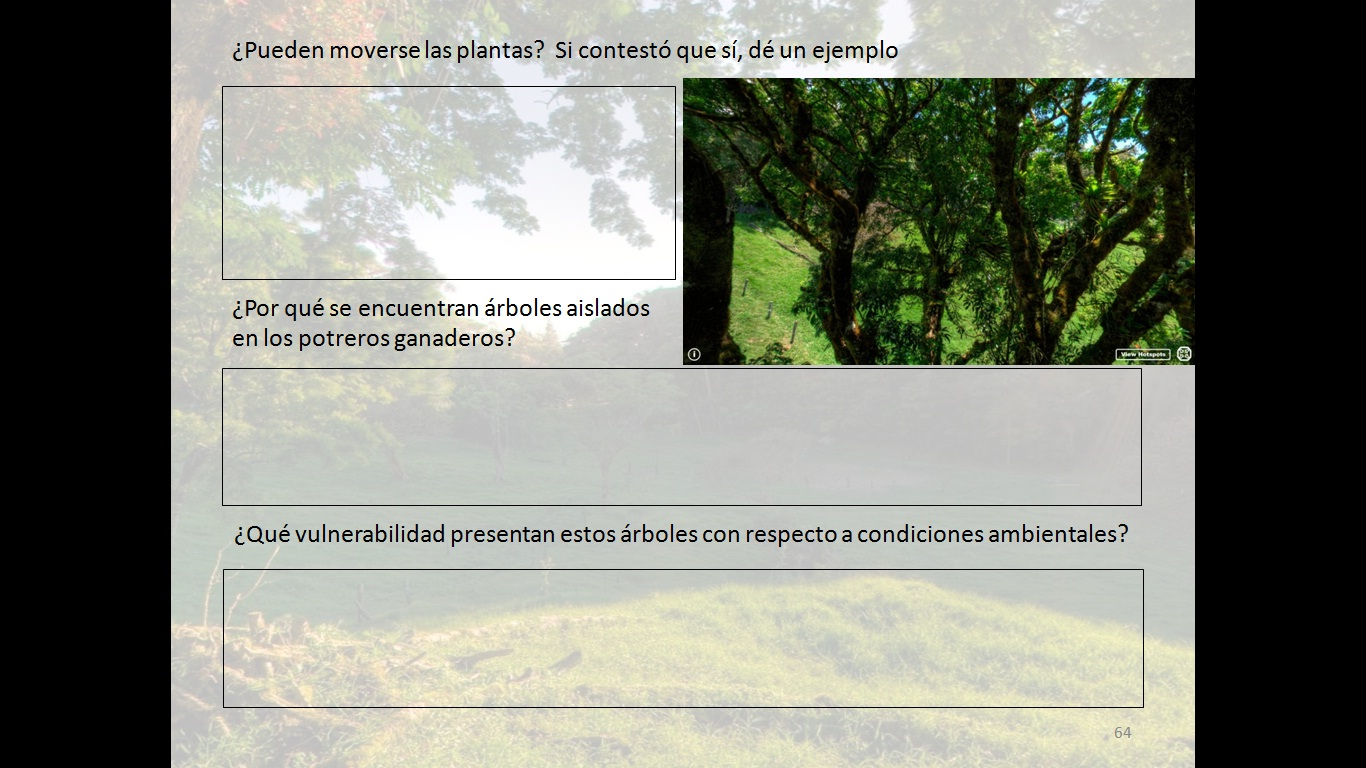 ¿Pueden moverse las plantas?  Si contestó que sí, dé un ejemplo
¿Por qué se encuentran árboles aislados
en los potreros ganaderos?
View Hotspots
¿Qué vulnerabilidad presentan estos árboles con respecto a condiciones ambientales?
64